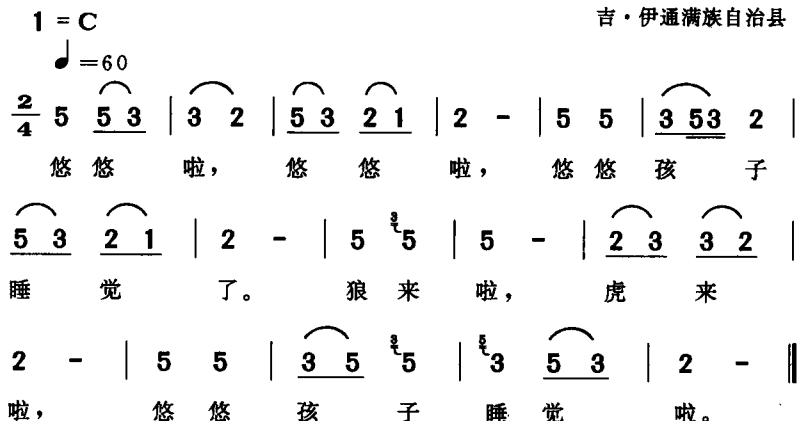 1 = C
吉·伊通满族自治县
♩=60
2/4 5 5 3 | 3 2 | 5 3 2 1 | 2 - | 5 5 | 3 53 2 |
悠 悠 啦， 悠 悠 啦， 悠 悠 孩 子
5 3 2 1 | 2 - | 5 3 5 | 5 - | 2 3 3 2 |
睡 觉 了。 狼 来 啦， 虎 来
2 - | 5 5 | 3 5 3 5 | 5 3 5 3 | 2 - ‖
啦， 悠 悠 孩 子 睡 觉 啦。